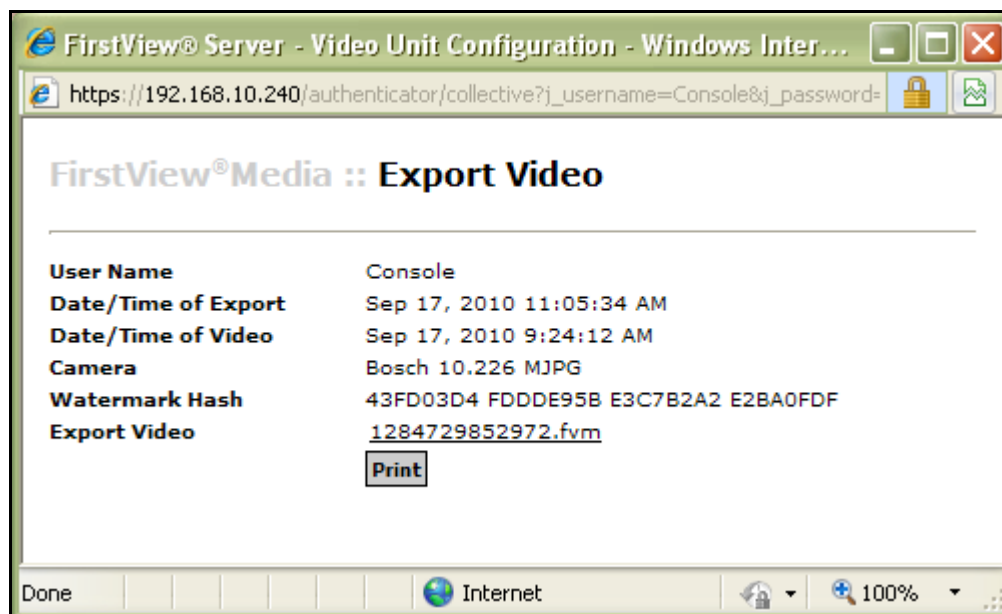 FirstView® Server - Video Unit Configuration - Windows Inter...
https://192.168.10.240/authenticator/collective?j_username=Console&j_password=
FirstView®Media :: Export Video
User Name Console
Date/Time of Export Sep 17, 2010 11:05:34 AM
Date/Time of Video Sep 17, 2010 9:24:12 AM
Camera Bosch 10.226 MJPG
Watermark Hash 43FD03D4 FDDDE95B E3C7B2A2 E2BA0FDF
Export Video 1284729852972.fvm
Print
Done Internet 100%